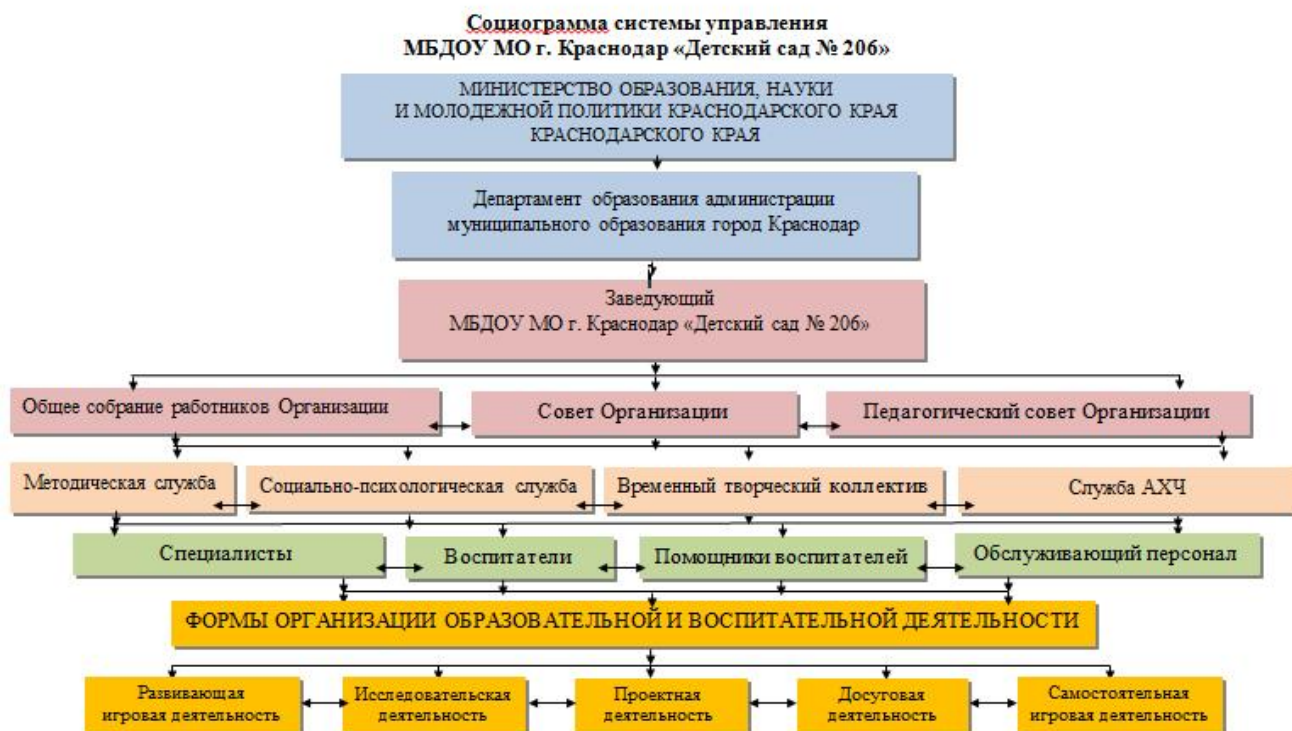 Социограмма системы управления
МБДОУ МО г. Краснодар «Детский сад № 206»
МИНИСТЕРСТВО ОБРАЗОВАНИЯ, НАУКИ
И МОЛОДЕЖНОЙ ПОЛИТИКИ КРАСНОДАРСКОГО КРАЯ
КРАСНОДАРСКОГО КРАЯ
Департамент образования администрации
муниципального образования город Краснодар
Заведующий
МБДОУ МО г. Краснодар «Детский сад № 206»
Общее собрание работников Организации
Совет Организации
Педагогический совет Организации
Методическая служба
Социально-психологическая служба
Временный творческий коллектив
Служба АХЧ
Специалисты
Воспитатели
Помощники воспитателей
Обслуживающий персонал
ФОРМЫ ОРГАНИЗАЦИИ ОБРАЗОВАТЕЛЬНОЙ И ВОСПИТАТЕЛЬНОЙ ДЕЯТЕЛЬНОСТИ
Развивающая
игровая деятельность
Исследовательская
деятельность
Проектная
деятельность
Досуговая
деятельность
Самостоятельная
игровая деятельность